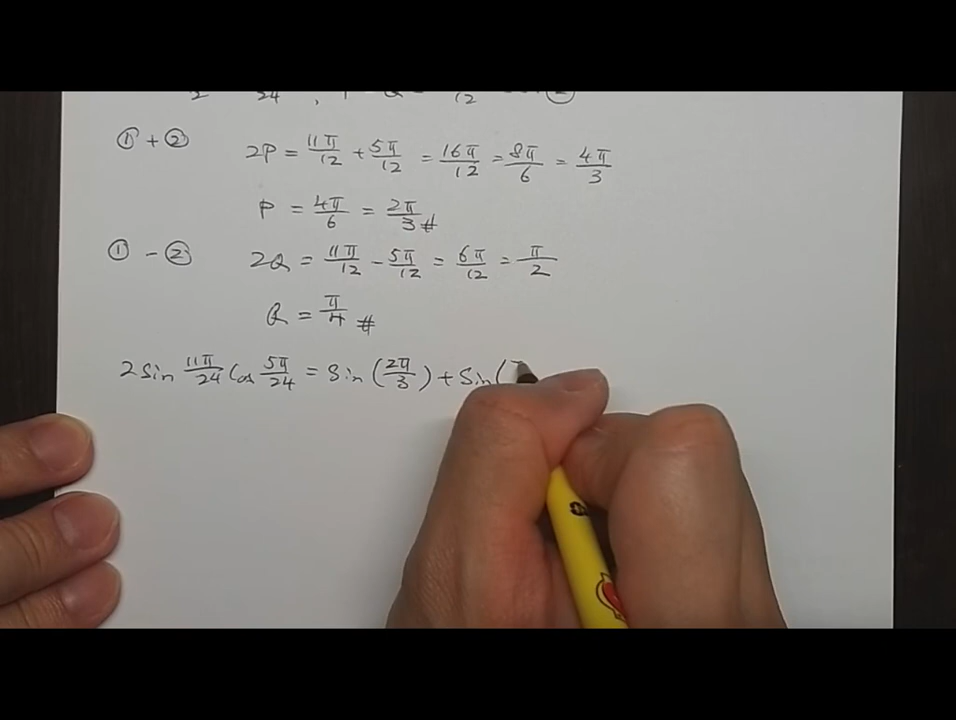 ① + ② 2P = 11π/12 + 5π/12 = 16π/12 = 8π/6 = 4π/3
P = 4π/6 = 2π/3 #
① - ② 2Q = 11π/12 - 5π/12 = 6π/12 = π/2
Q = π/4 #
2 sin 11π/24 Cos 5π/24 = Sin (2π/3) + Sin (